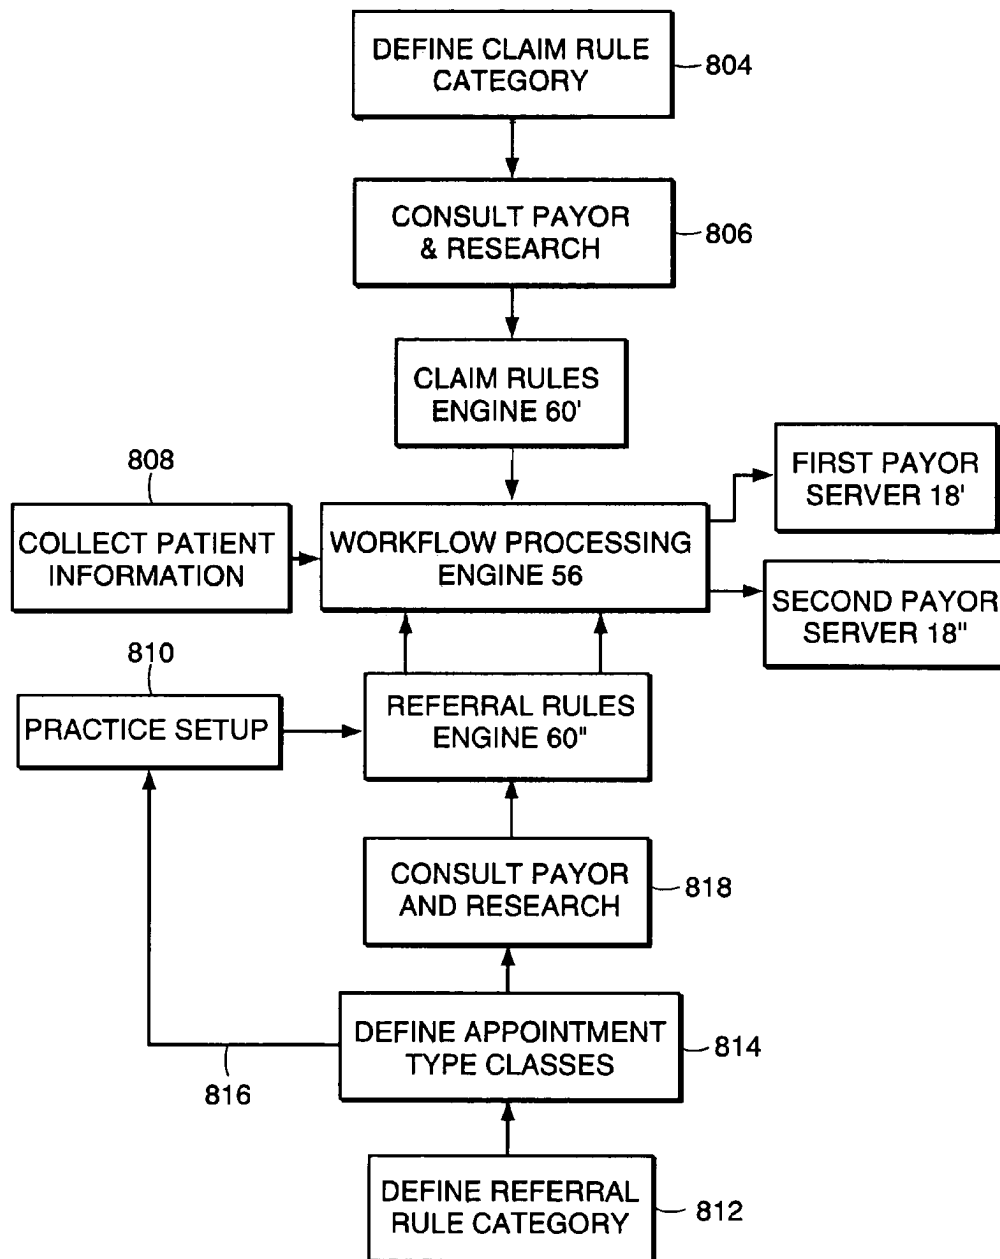 DEFINE CLAIM RULE
CATEGORY
804
CONSULT PAYOR
& RESEARCH
806
CLAIM RULES
ENGINE 60'
808
COLLECT PATIENT
INFORMATION
WORKFLOW PROCESSING
ENGINE 56
FIRST PAYOR
SERVER 18'
SECOND PAYOR
SERVER 18"
810
PRACTICE SETUP
REFERRAL RULES
ENGINE 60"
CONSULT PAYOR
AND RESEARCH
818
DEFINE APPOINTMENT
TYPE CLASSES
814
816
DEFINE REFERRAL
RULE CATEGORY
812